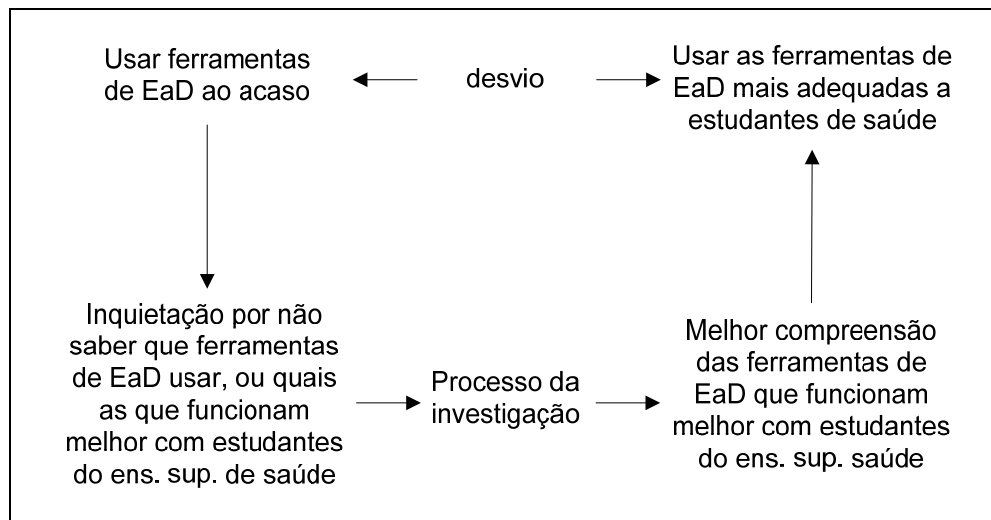 Usar ferramentas
de EaD ao acaso
desvio
Usar as ferramentas de
EaD mais adequadas a
estudantes de saúde
Inquietação por não
saber que ferramentas
de EaD usar, ou quais
as que funcionam
melhor com estudantes
do ens. sup. de saúde
Processo da
investigação
Melhor compreensão
das ferramentas de
EaD que funcionam
melhor com estudantes
do ens. sup. saúde